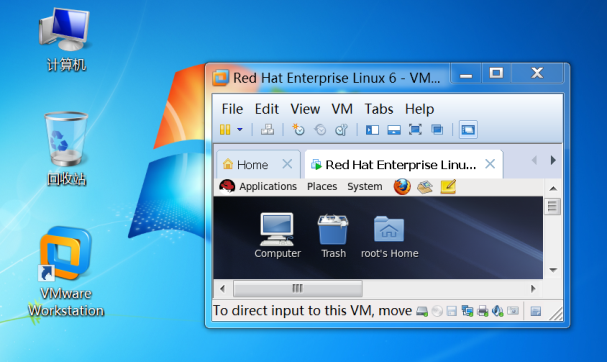 计算机
回收站
VMware
Workstation
Red Hat Enterprise Linux 6 - VM...
File Edit View VM Tabs Help
Home
Red Hat Enterprise Linu...
Applications Places System
Computer
Trash
root's Home
To direct input to this VM, move